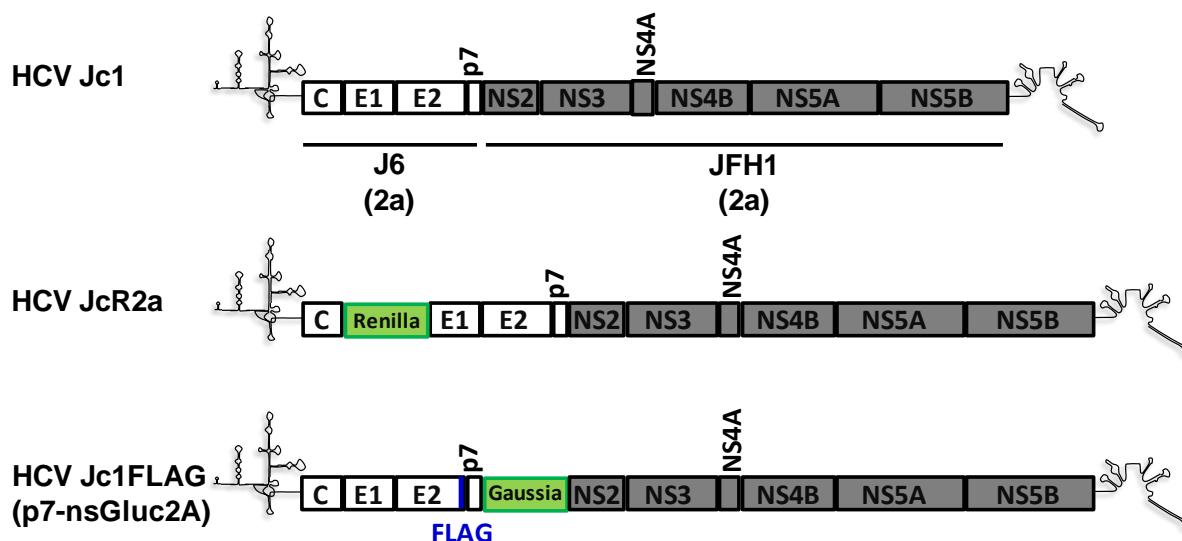 HCV Jc1
p7
NS4A
C E1 E2 NS2 NS3 NS4B NS5A NS5B
J6
(2a)
JFH1
(2a)
HCV JcR2a
p7
NS4A
C Renilla E1 E2 NS2 NS3 NS4B NS5A NS5B
HCV Jc1FLAG
(p7-nsGluc2A)
p7
NS4A
C E1 E2 Gaussia NS2 NS3 NS4B NS5A NS5B
FLAG